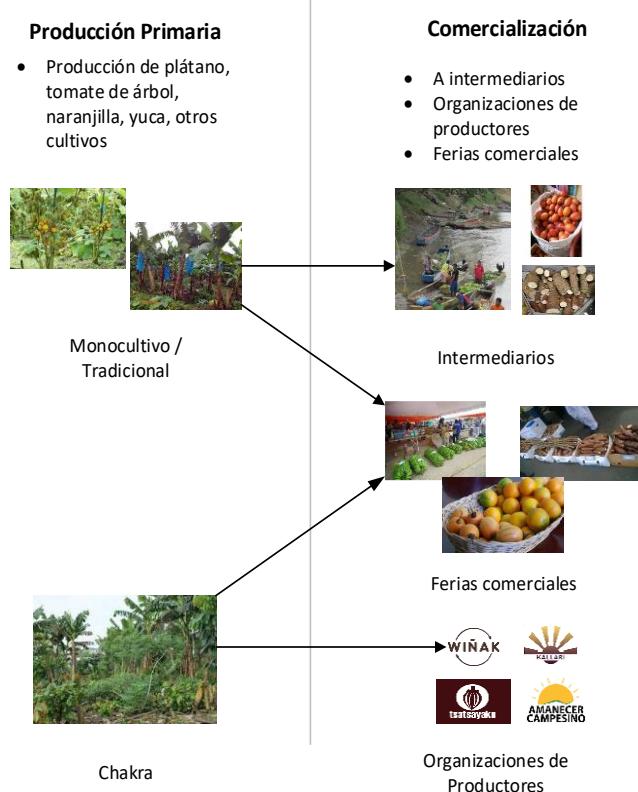 Producción Primaria
• Producción de plátano,
tomate de árbol,
naranjilla, yuca, otros
cultivos
Monocultivo /
Tradicional
Chakra
Comercialización
• A intermediarios
• Organizaciones de
productores
• Ferias comerciales
Intermediarios
Ferias comerciales
WIÑAK
KALLARI
tsatsayaku
AMANECER
CAMPESINO
Organizaciones de
Productores